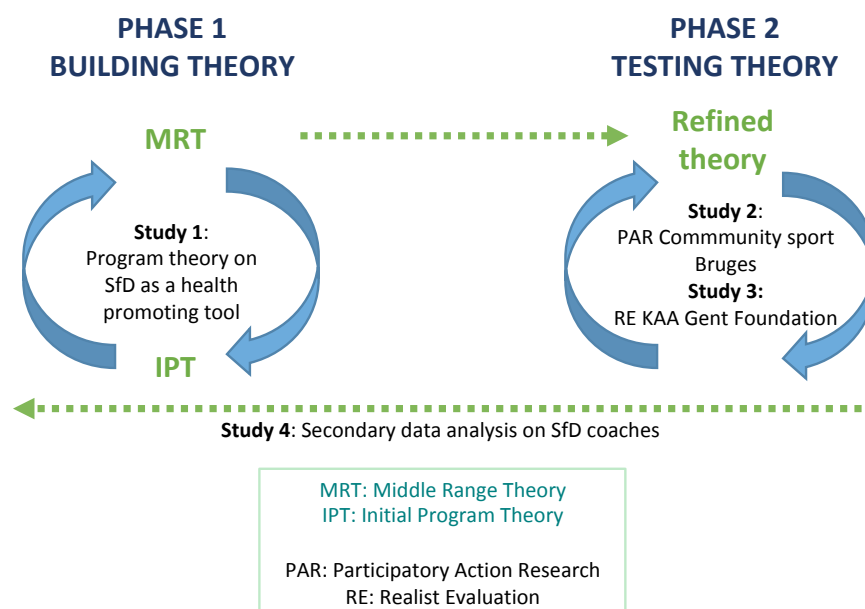 PHASE 1
BUILDING THEORY
PHASE 2
TESTING THEORY
MRT
Refined
theory
Study 1:
Program theory on
SfD as a health
promoting tool
Study 2:
PAR Commmunity sport
Bruges
Study 3:
RE KAA Gent Foundation
IPT
Study 4: Secondary data analysis on SfD coaches
MRT: Middle Range Theory
IPT: Initial Program Theory
PAR: Participatory Action Research
RE: Realist Evaluation